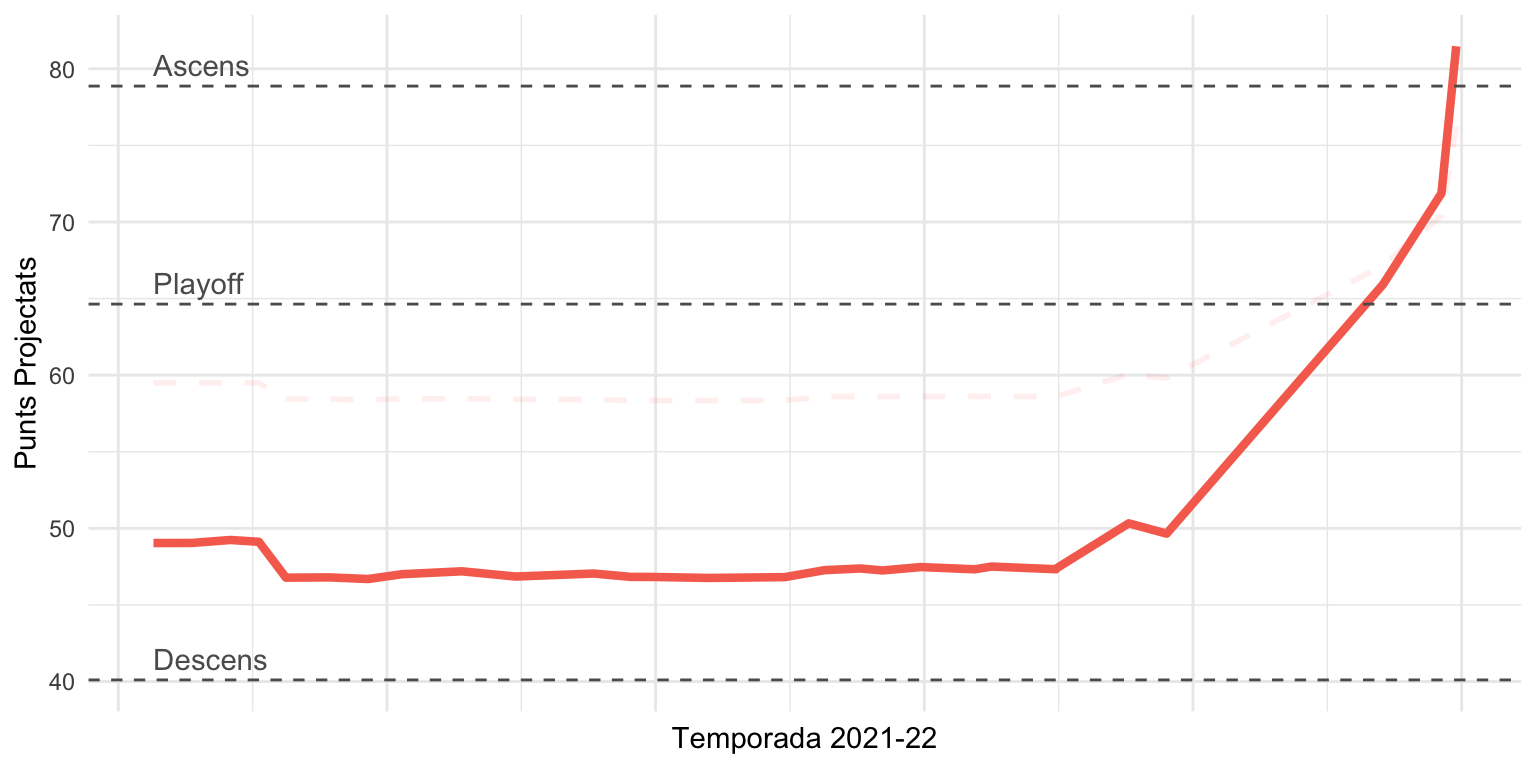 80
70
60
50
40
Ascens
Playoff
Descens
Punts Projectats
Temporada 2021-22